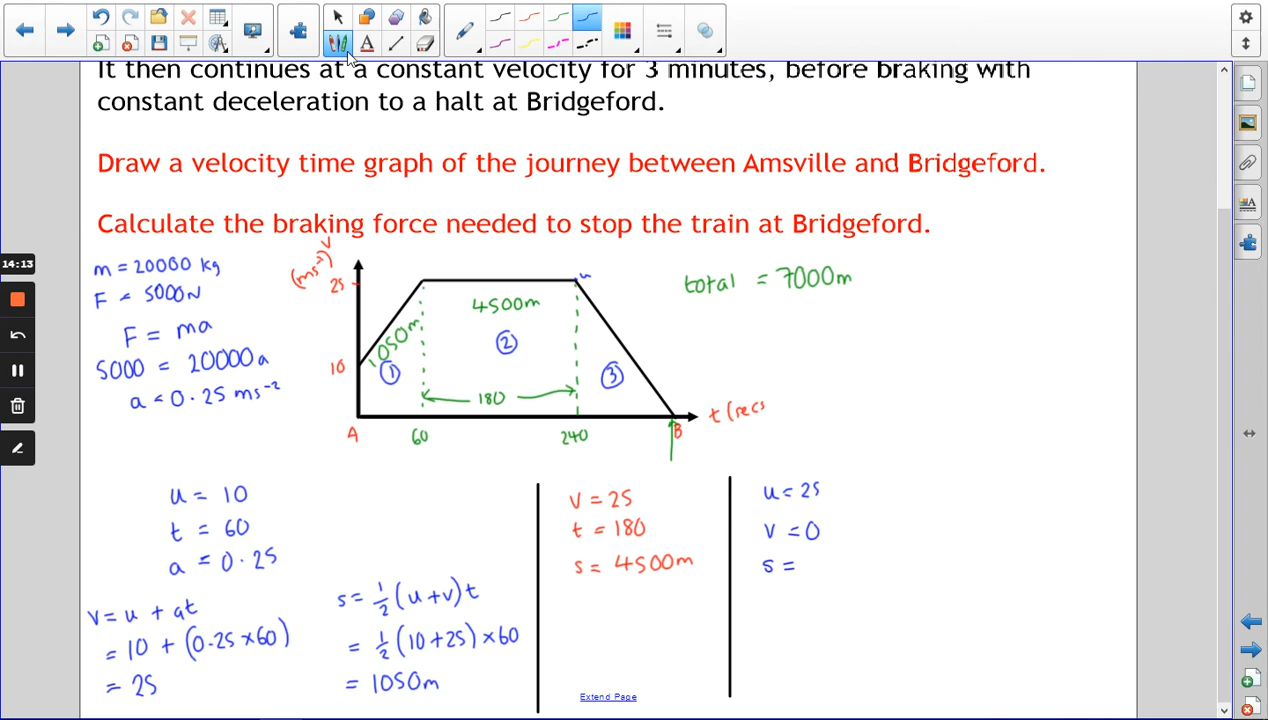 It then continues at a constant velocity for 3 minutes, before braking with
constant deceleration to a halt at Bridgeford.
Draw a velocity time graph of the journey between Amsville and Bridgeford.
Calculate the braking force needed to stop the train at Bridgeford.
m = 20000 kg
F = 5000N
F = ma
5000 = 20000a
a = 0.25 ms⁻²
v
(ms⁻¹)
25
10
u
4500m
1050m
1
2
3
180
A
60
240
B
t (secs
total = 7000m
u = 10
t = 60
a = 0.25
v = u + at
= 10 + (0.25×60)
= 25
s = ½(u+v)t
= ½(10+25)×60
= 1050m
v = 25
t = 180
s = 4500m
u = 25
v = 0
s =
Extend Page
14:13